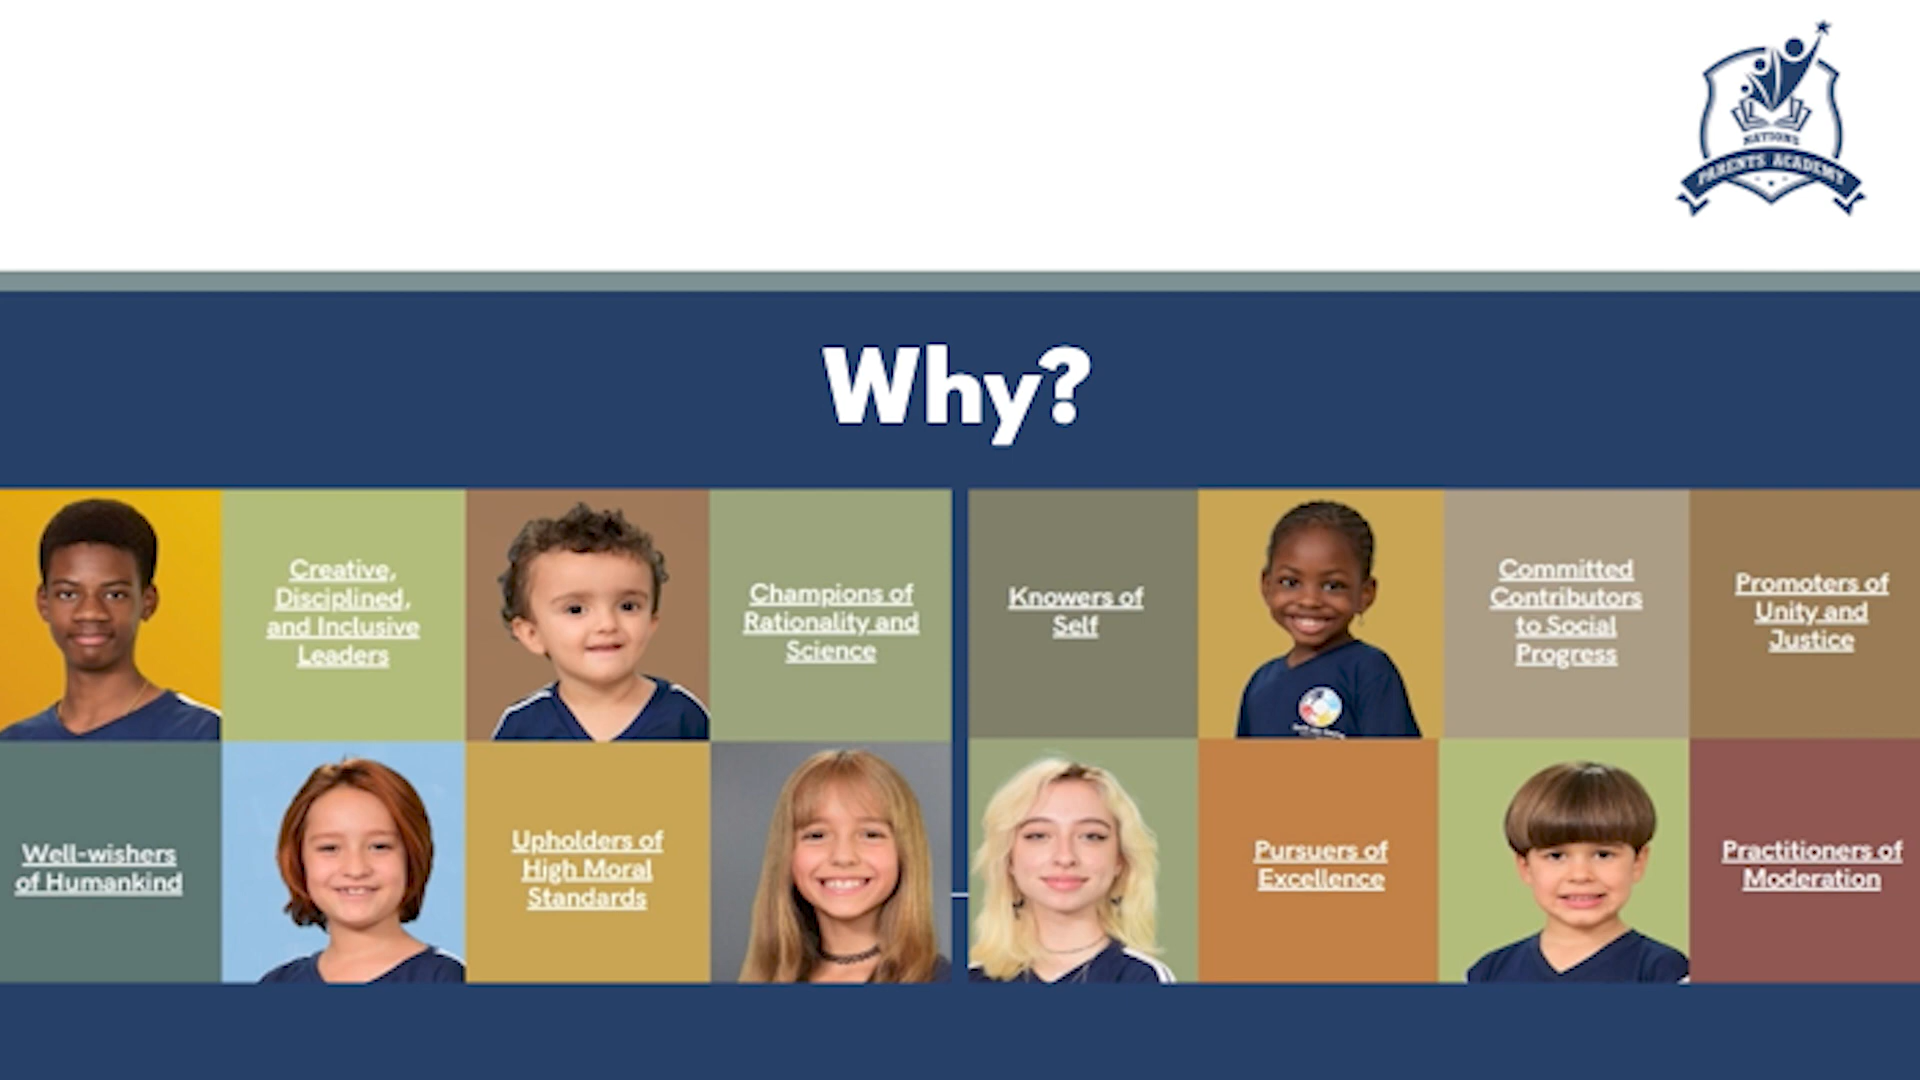 NATIONS
PARENTS ACADEMY
Why?
Creative,
Disciplined,
and Inclusive
Leaders
Champions of
Rationality and
Science
Knowers of
Self
Committed
Contributors
to Social
Progress
Promoters of
Unity and
Justice
Well-wishers
of Humankind
Upholders of
High Moral
Standards
Pursuers of
Excellence
Practitioners of
Moderation